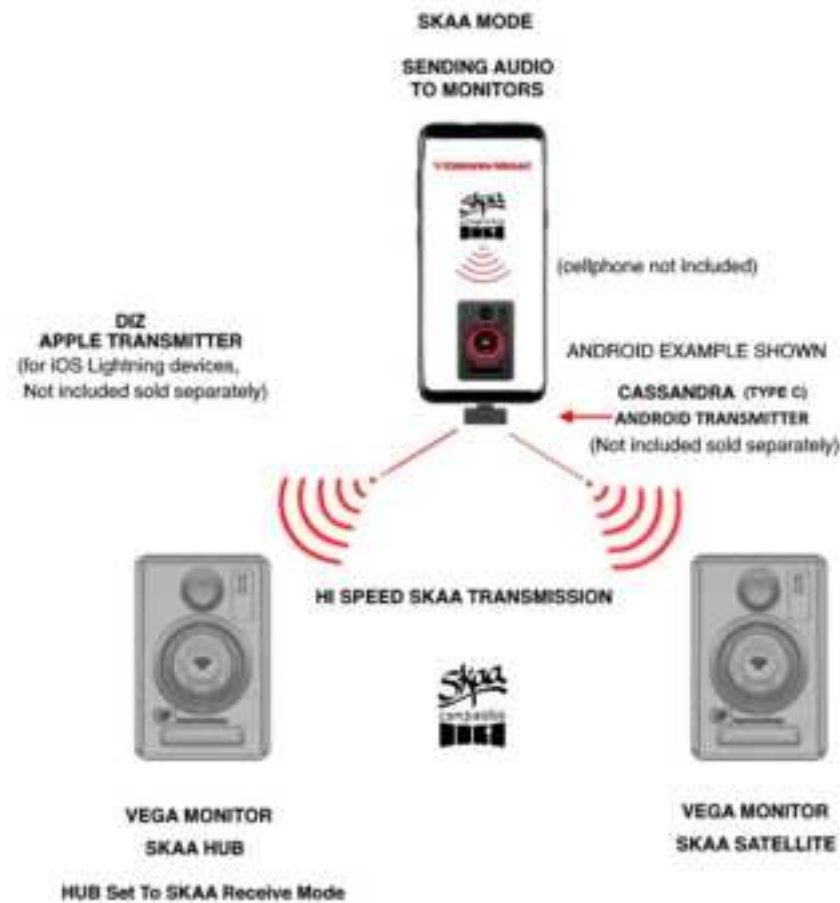 SKAA MODE
SENDING AUDIO
TO MONITORS
Skaa
(cellphone not included)
DIZ
APPLE TRANSMITTER
(for iOS Lightning devices,
Not included sold separately)
ANDROID EXAMPLE SHOWN
CASSANDRA (TYPE C)
ANDROID TRANSMITTER
(Not included sold separately)
HI SPEED SKAA TRANSMISSION
Skaa
VEGA MONITOR
SKAA HUB
HUB Set To SKAA Receive Mode
VEGA MONITOR
SKAA SATELLITE